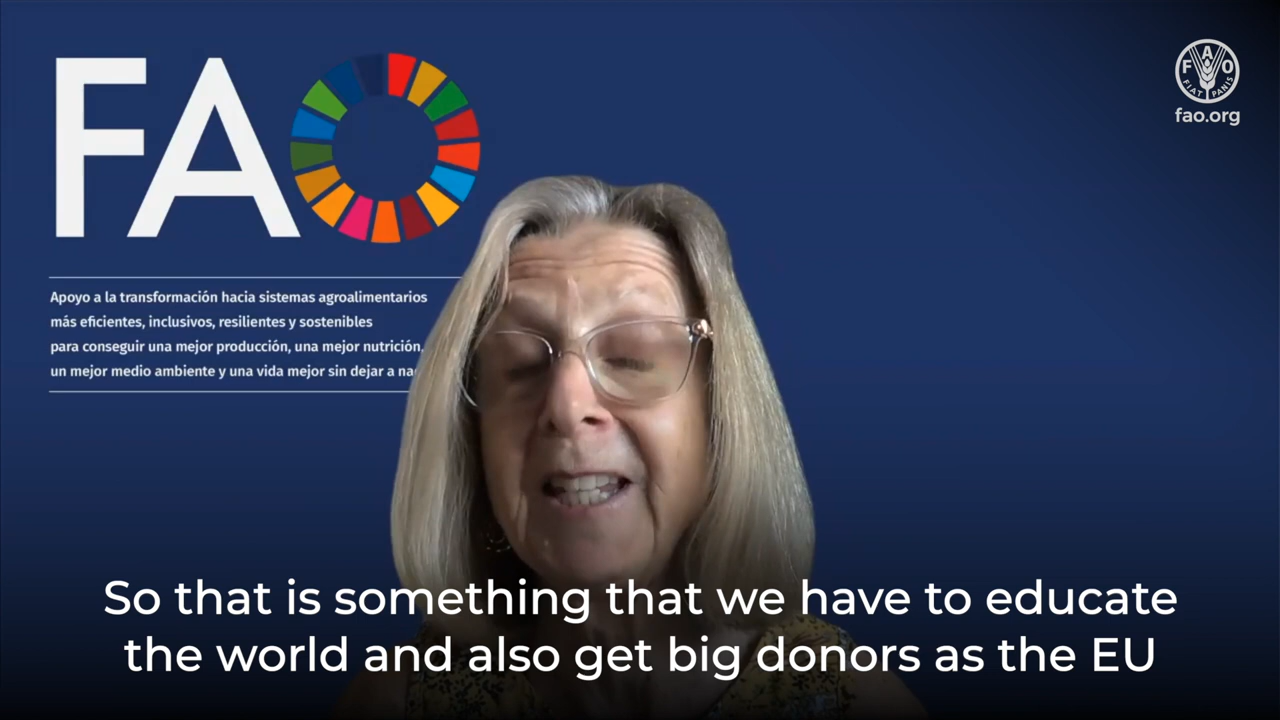 FAO
Apoyo a la transformación hacia sistemas agroalimentarios
más eficientes, inclusivos, resilientes y sostenibles
para conseguir una mejor producción, una mejor nutrición,
un mejor medio ambiente y una vida mejor sin dejar a
FAO
FIAT PANIS
fao.org
So that is something that we have to educate
the world and also get big donors as the EU